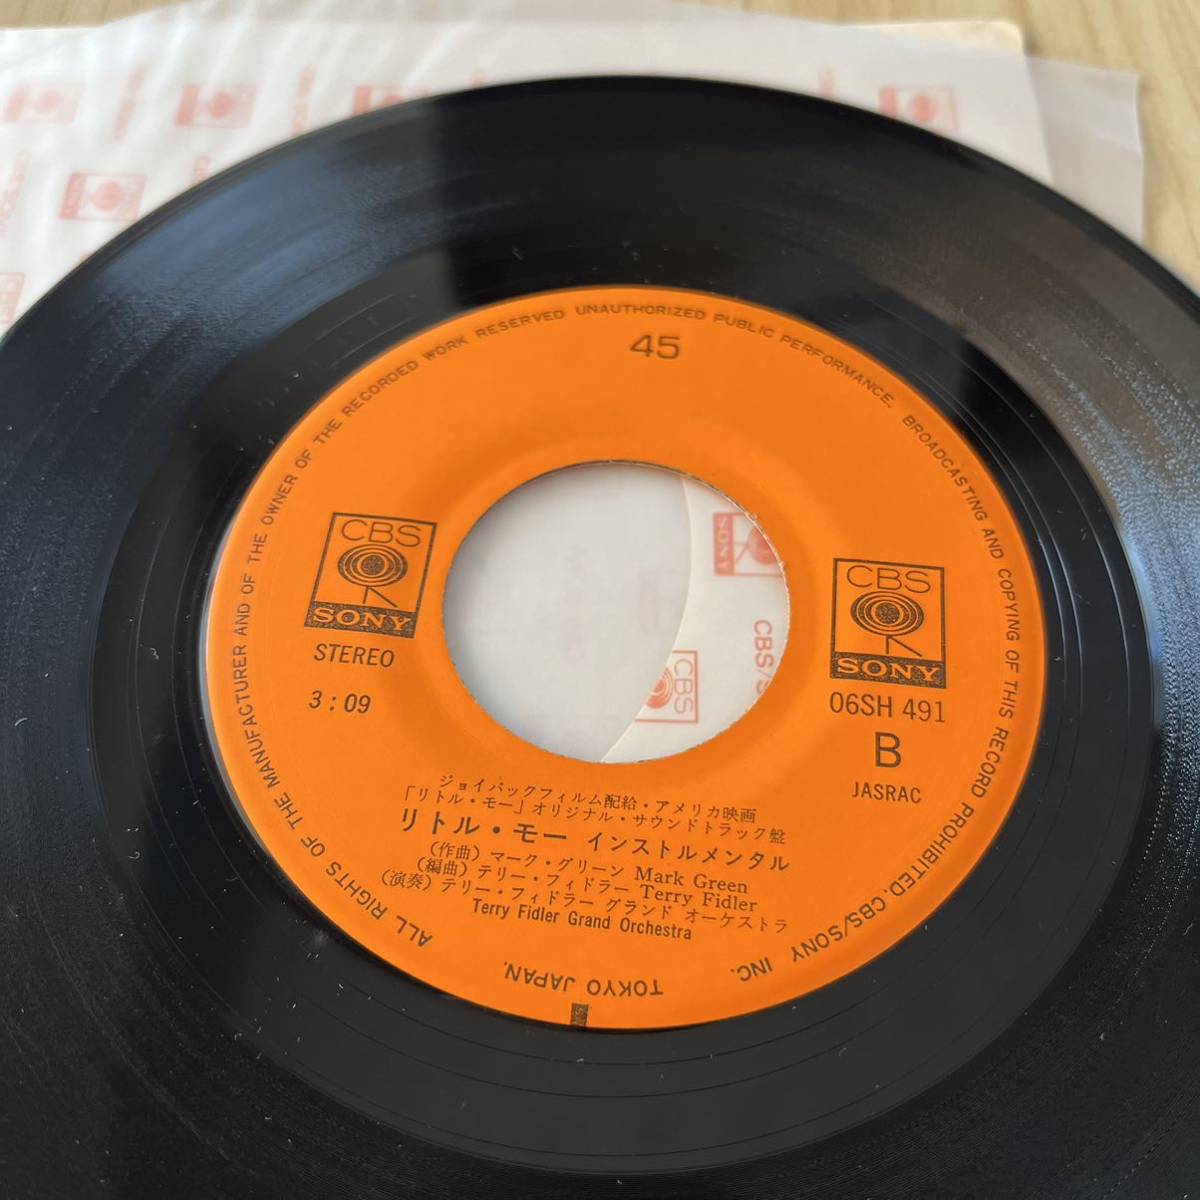 45
ALL RIGHTS OF THE MANUFACTURER AND OF THE OWNER OF THE RECORDED WORK RESERVED UNAUTHORIZED PUBLIC PERFORMANCE. BROADCASTING AND COPYING OF THIS RECORD PROHIBITED. CBS/SONY INC. TOKYO JAPAN.
CBS
SONY
STEREO
3:09
CBS
SONY
06SH 491
B
JASRAC
ジョイパックフィルム配給・アメリカ映画
「リトル・モー」オリジナル・サウンドトラック盤
リトル・モー インストルメンタル
(作曲) マーク・グリーン Mark Green
(編曲) テリー・フィドラー Terry Fidler
(演奏) テリー・フィドラー グランド オーケストラ
Terry Fidler Grand Orchestra
SONY
CBS/S
CBS